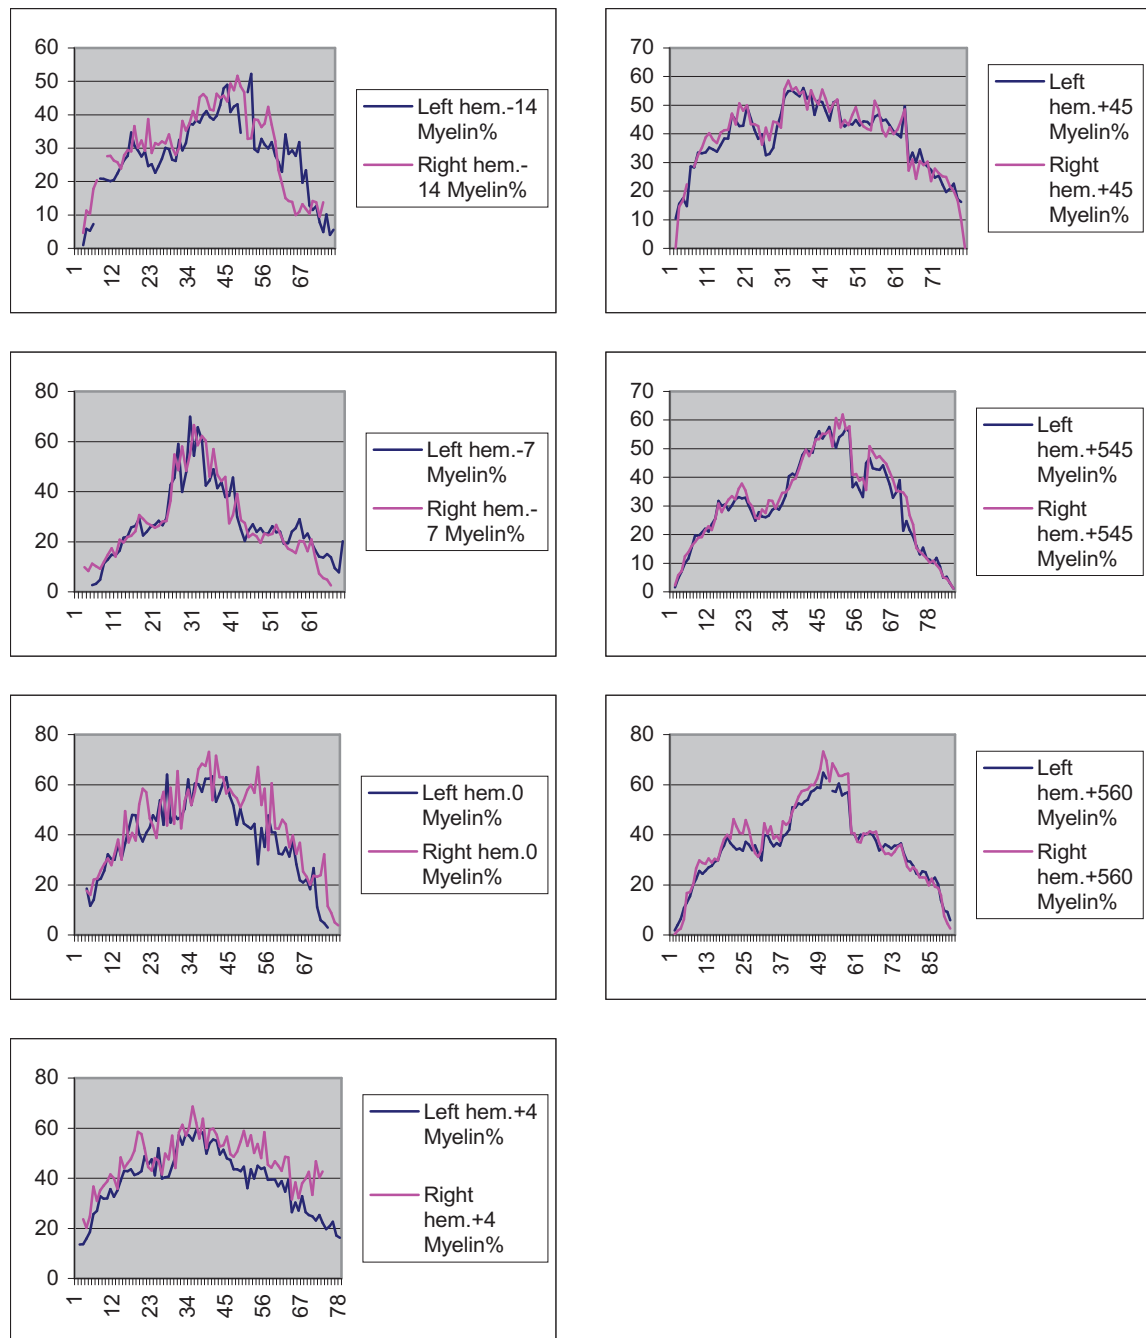 60
50
40
30
20
10
0
1
12
23
34
45
56
67
Left hem.-14
Myelin%
Right hem.-
14 Myelin%
70
60
50
40
30
20
10
0
1
11
21
31
41
51
61
71
Left
hem.+45
Myelin%
Right
hem.+45
Myelin%
80
60
40
20
0
1
11
21
31
41
51
61
Left hem.-7
Myelin%
Right hem.-
7 Myelin%
70
60
50
40
30
20
10
0
1
12
23
34
45
56
67
78
Left
hem.+545
Myelin%
Right
hem.+545
Myelin%
80
60
40
20
0
1
12
23
34
45
56
67
Left hem.0
Myelin%
Right hem.0
Myelin%
80
60
40
20
0
1
13
25
37
49
61
73
85
Left
hem.+560
Myelin%
Right
hem.+560
Myelin%
80
60
40
20
0
1
12
23
34
45
56
67
78
Left hem.+4
Myelin%
Right
hem.+4
Myelin%